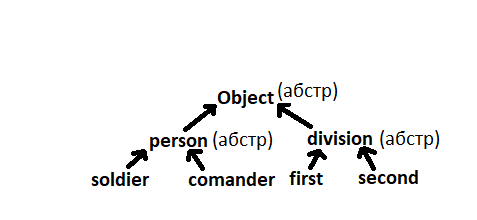 Object (абстр)
person (абстр) division (абстр)
soldier comander first second